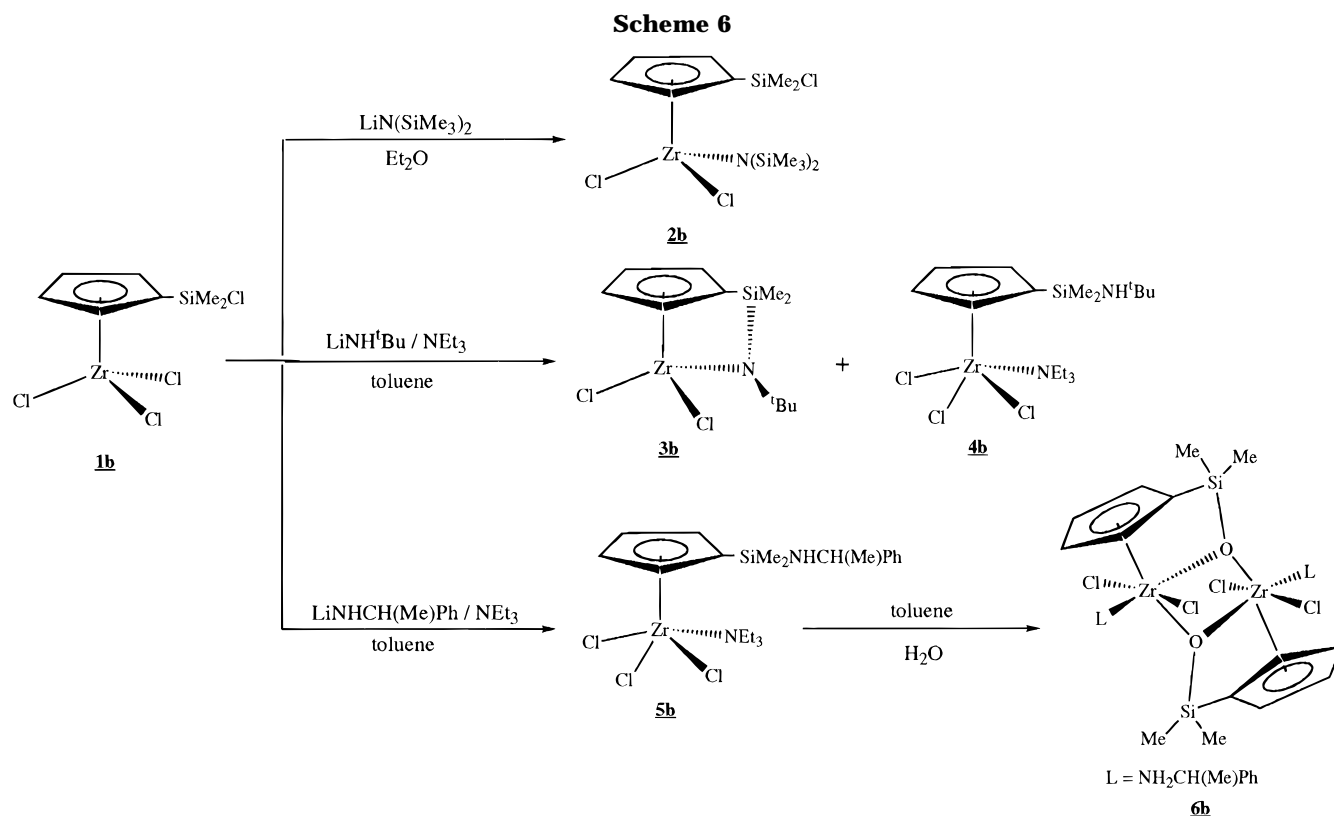 Scheme 6
SiMe₂Cl
LiN(SiMe₃)₂
Et₂O
Zr
N(SiMe₃)₂
Cl
Cl
2b
SiMe₂Cl
Zr
Cl
Cl
Cl
1b
LiNHᵗBu / NEt₃
toluene
SiMe₂
Zr
N
ᵗBu
Cl
Cl
3b
+
SiMe₂NHᵗBu
Zr
NEt₃
Cl
Cl
Cl
4b
LiNHCH(Me)Ph / NEt₃
toluene
SiMe₂NHCH(Me)Ph
Zr
NEt₃
Cl
Cl
Cl
5b
toluene
H₂O
Me
Me
Si
O
Cl
Zr
Cl
L
Cl
Zr
L
Cl
O
Si
Me
Me
L = NH₂CH(Me)Ph
6b